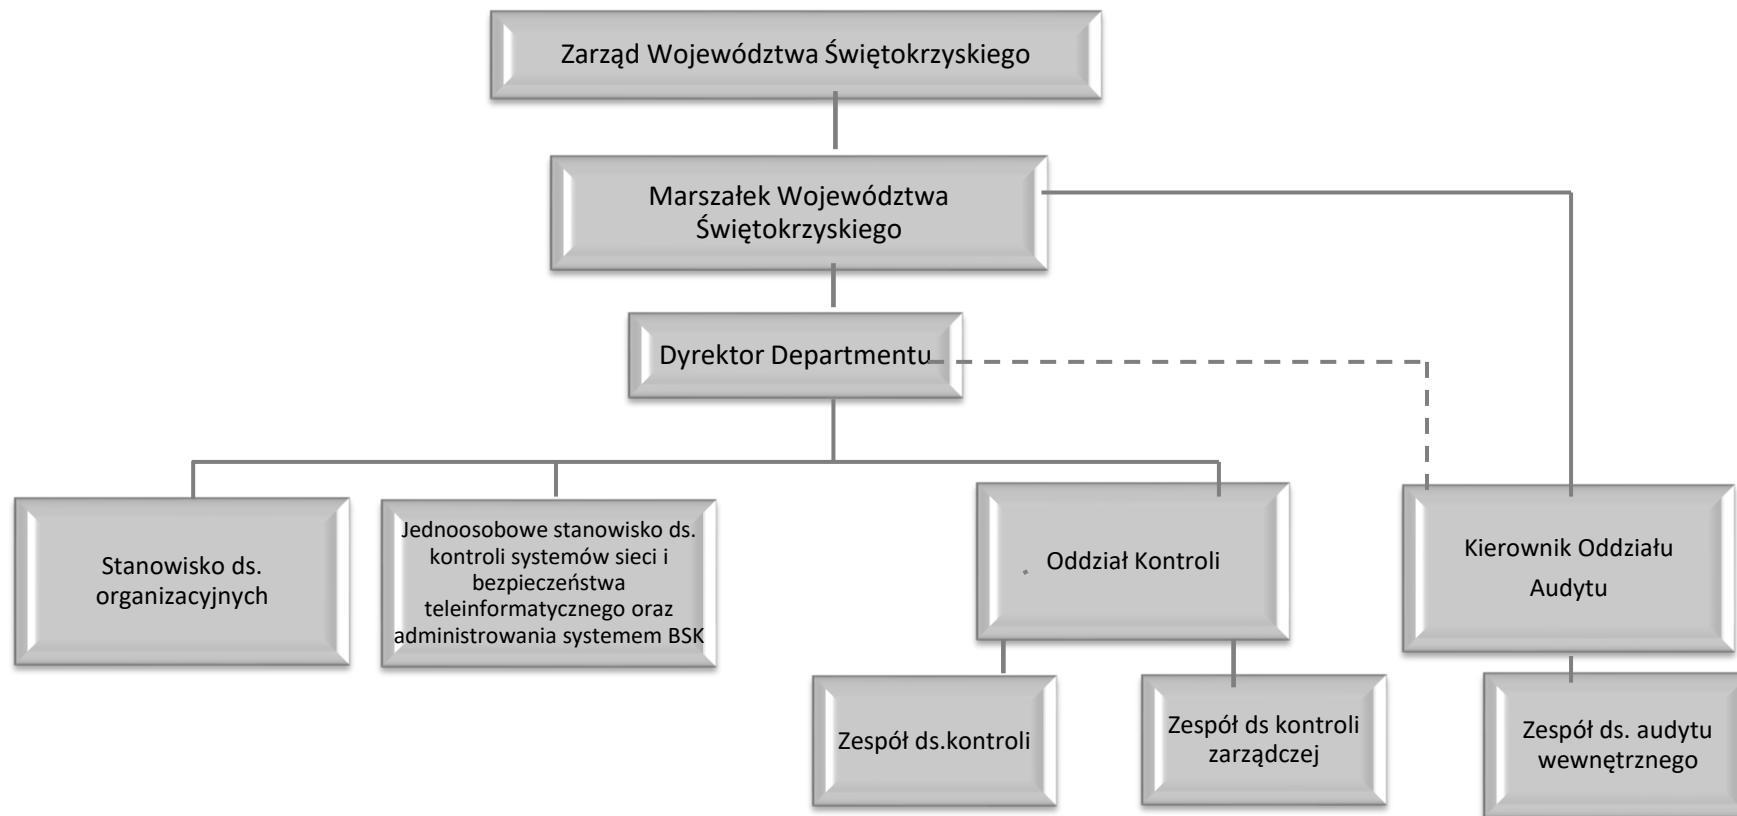 Zarząd Województwa Świętokrzyskiego
Marszałek Województwa
Świętokrzyskiego
Dyrektor Departmentu
Stanowisko ds.
organizacyjnych
Jednoosobowe stanowisko ds.
kontroli systemów sieci i
bezpieczeństwa
teleinformatycznego oraz
administrowania systemem BSK
Oddział Kontroli
Kierownik Oddziału
Audytu
Zespół ds.kontroli
Zespół ds kontroli
zarządczej
Zespół ds. audytu
wewnętrznego